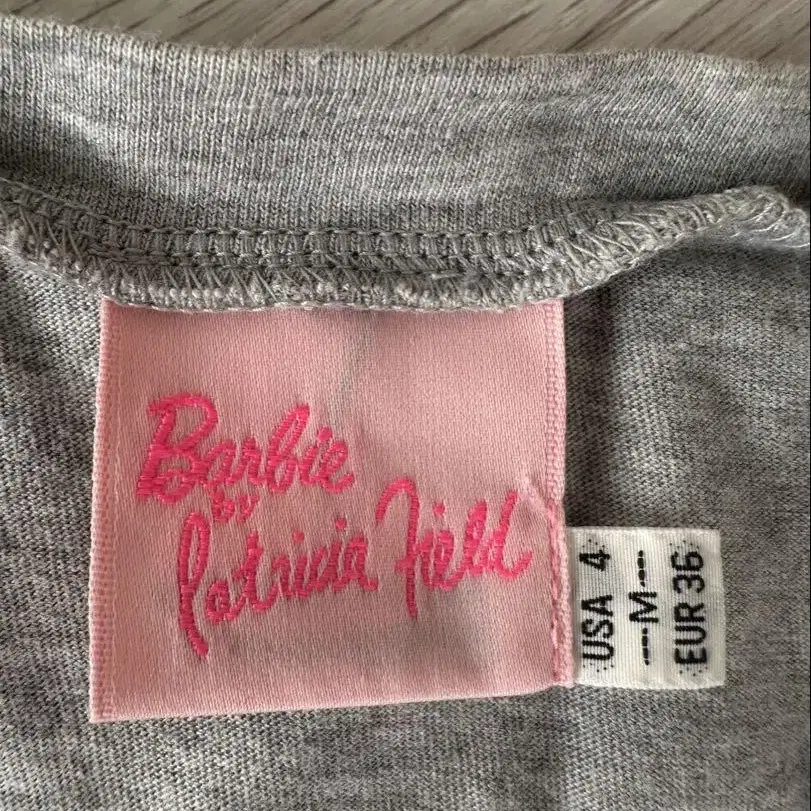 Barbie
by
Patricia Field
USA 4
M
EUR 36